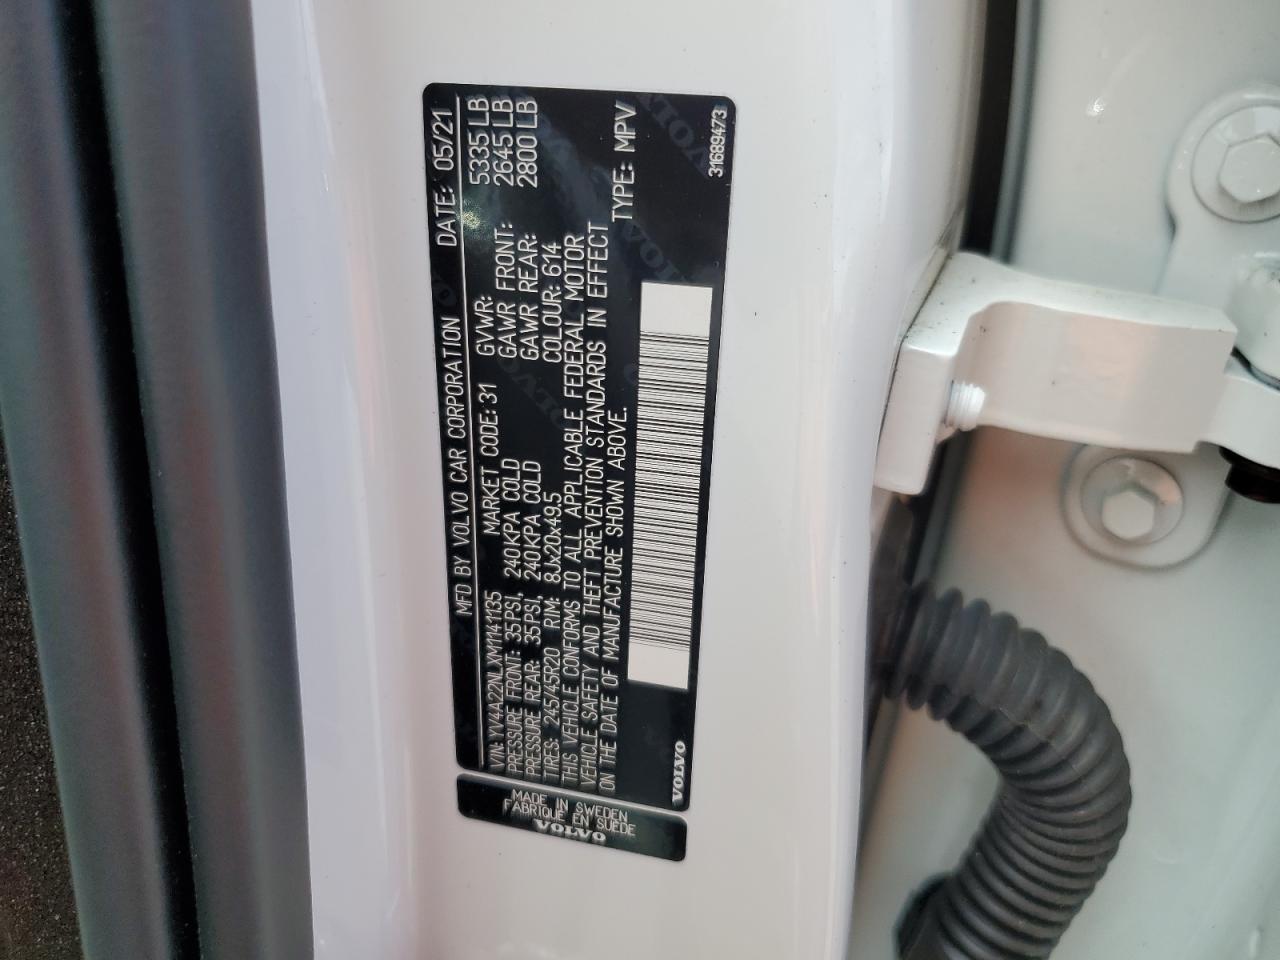 MFD BY VOLVO CAR CORPORATION DATE: 05/21
VIN: YV4A22NLXM1141135 MARKET CODE: 31 GVWR: 5335 LB
PRESSURE FRONT: 35PSI, 240KPA COLD GAWR FRONT: 2645 LB
PRESSURE REAR: 35PSI, 240KPA COLD GAWR REAR: 2800 LB
TIRES: 245/45R20 RIM: 8Jx20x49.5 COLOUR: 614
THIS VEHICLE CONFORMS TO ALL APPLICABLE FEDERAL MOTOR
VEHICLE SAFETY AND THEFT PREVENTION STANDARDS IN EFFECT
ON THE DATE OF MANUFACTURE SHOWN ABOVE. TYPE: MPV
VOLVO 31689473
MADE IN SWEDEN
FABRIQUÉ EN SUÈDE
VOLVO